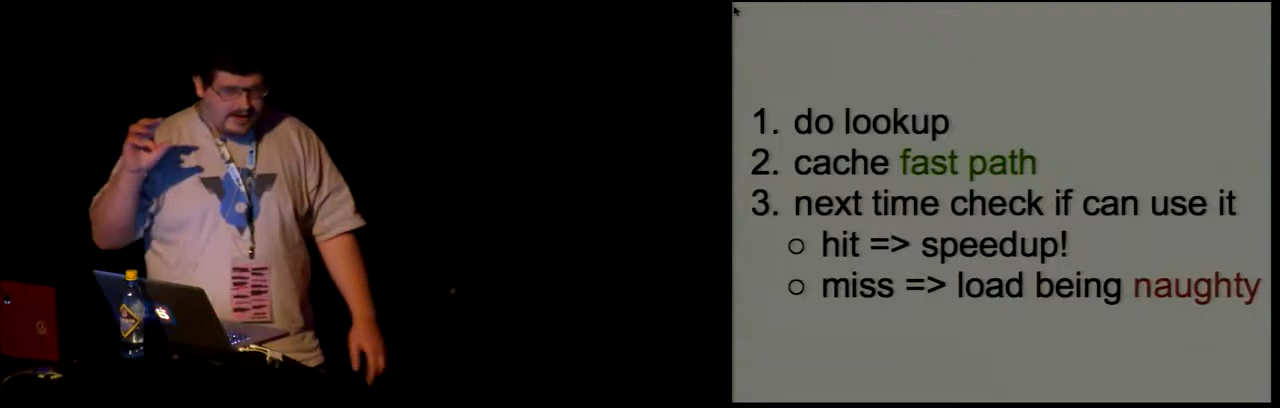 1. do lookup
2. cache fast path
3. next time check if can use it
○ hit => speedup!
○ miss => load being naughty